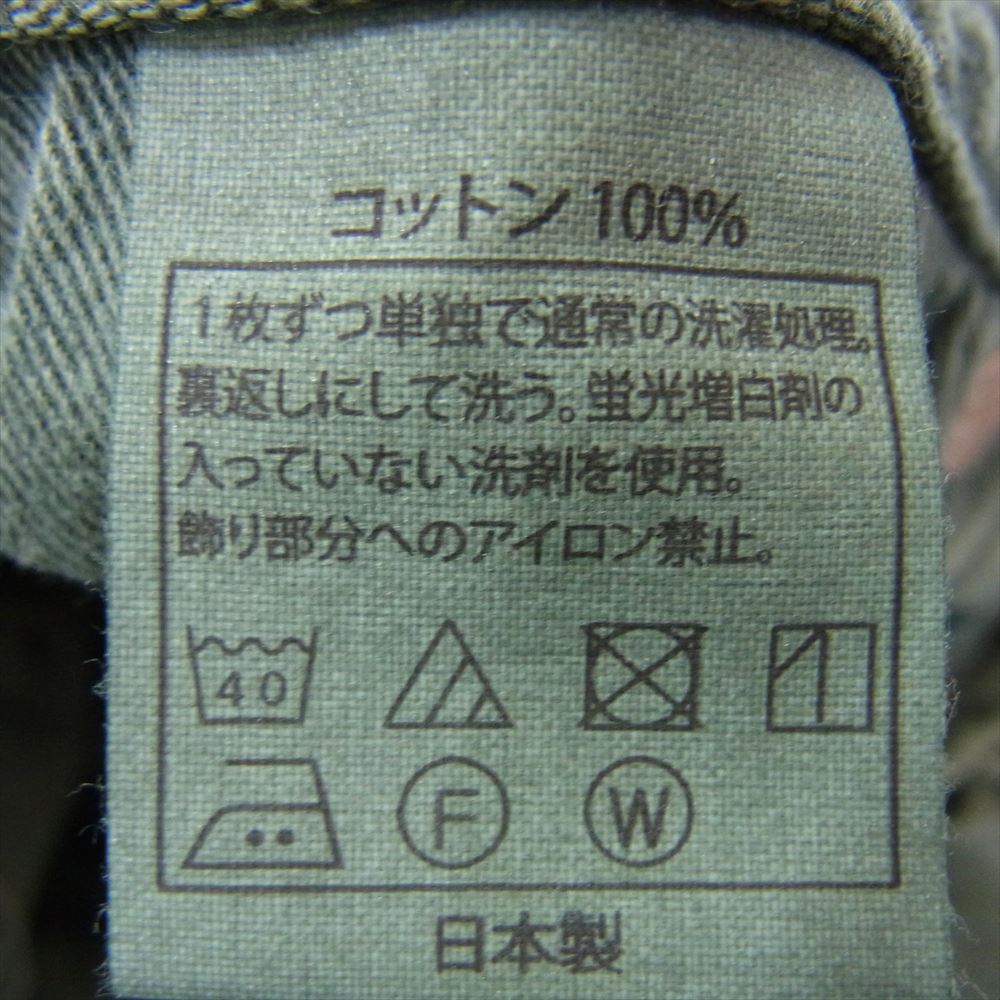 コットン 100%
1枚ずつ単独で通常の洗濯処理。
裏返しにして洗う。蛍光増白剤の
入っていない洗剤を使用。
飾り部分へのアイロン禁止。
40
F W
日本製